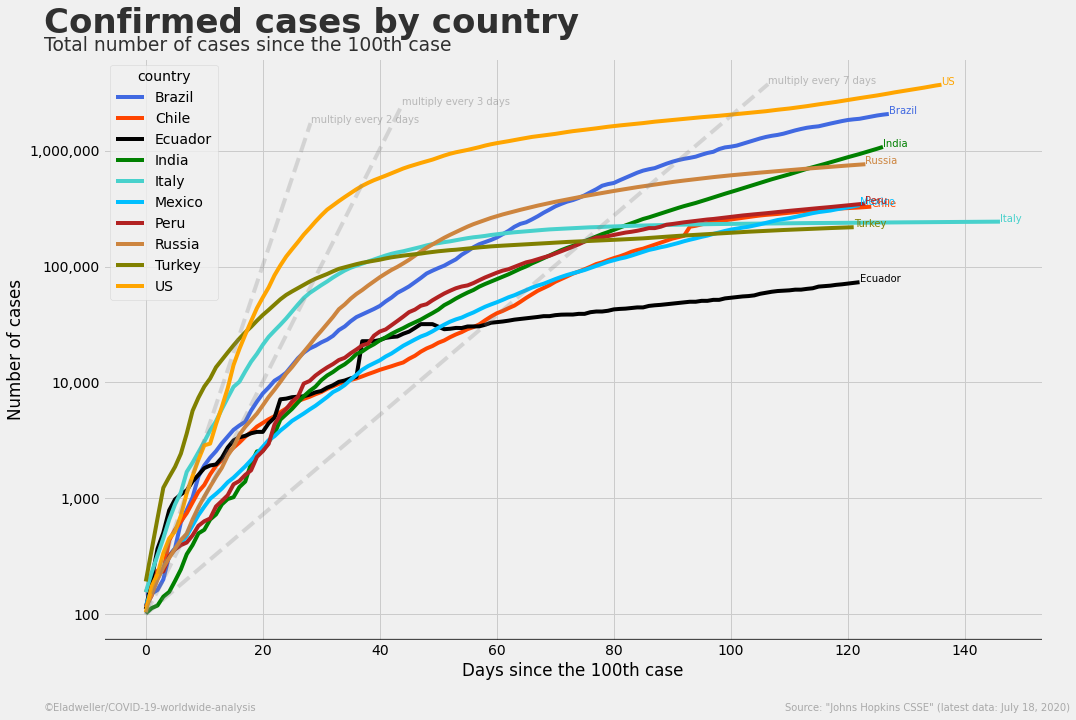 Confirmed cases by country
Total number of cases since the 100th case
country
Brazil
Chile
Ecuador
India
Italy
Mexico
Peru
Russia
Turkey
US
multiply every 2 days
multiply every 3 days
multiply every 7 days
US
Brazil
India
Russia
Peru
Chile
Italy
Turkey
Ecuador
Number of cases
1,000,000
100,000
10,000
1,000
100
0 20 40 60 80 100 120 140
Days since the 100th case
©Eladweller/COVID-19-worldwide-analysis
Source: "Johns Hopkins CSSE" (latest data: July 18, 2020)